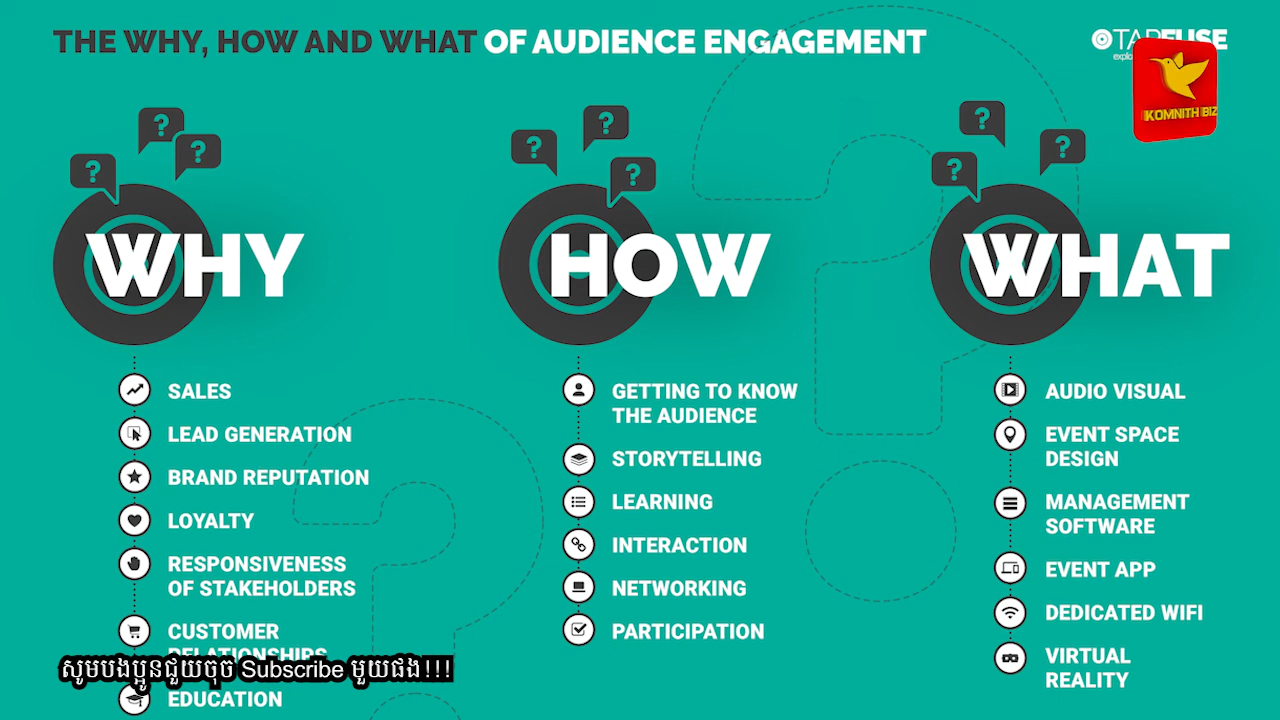 THE WHY, HOW AND WHAT OF AUDIENCE ENGAGEMENT
KOMNITH BIZ
? ? ?
? ? ?
? ? ?
WHY
HOW
WHAT
SALES
LEAD GENERATION
BRAND REPUTATION
LOYALTY
RESPONSIVENESS
OF STAKEHOLDERS
CUSTOMER
RELATIONSHIPS
EDUCATION
GETTING TO KNOW
THE AUDIENCE
STORYTELLING
LEARNING
INTERACTION
NETWORKING
PARTICIPATION
AUDIO VISUAL
EVENT SPACE
DESIGN
MANAGEMENT
SOFTWARE
EVENT APP
DEDICATED WIFI
VIRTUAL
REALITY
សូមបងប្អូនជួយចុច Subscribe មួយផង!!!